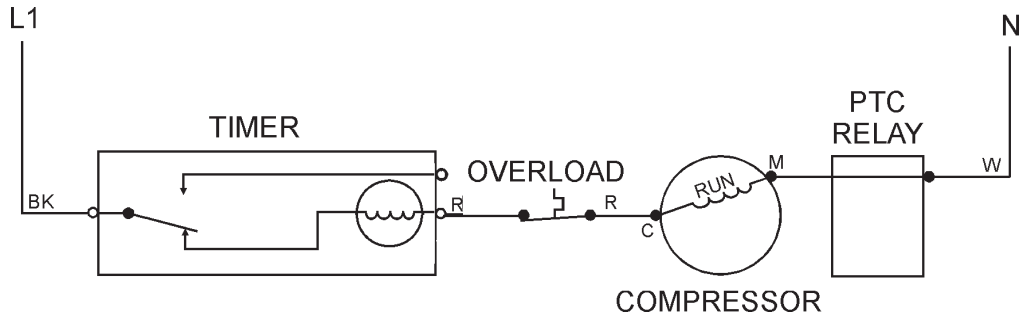 L1
N
PTC
RELAY
TIMER
OVERLOAD
M
W
RUN
BK
R
R
C
COMPRESSOR